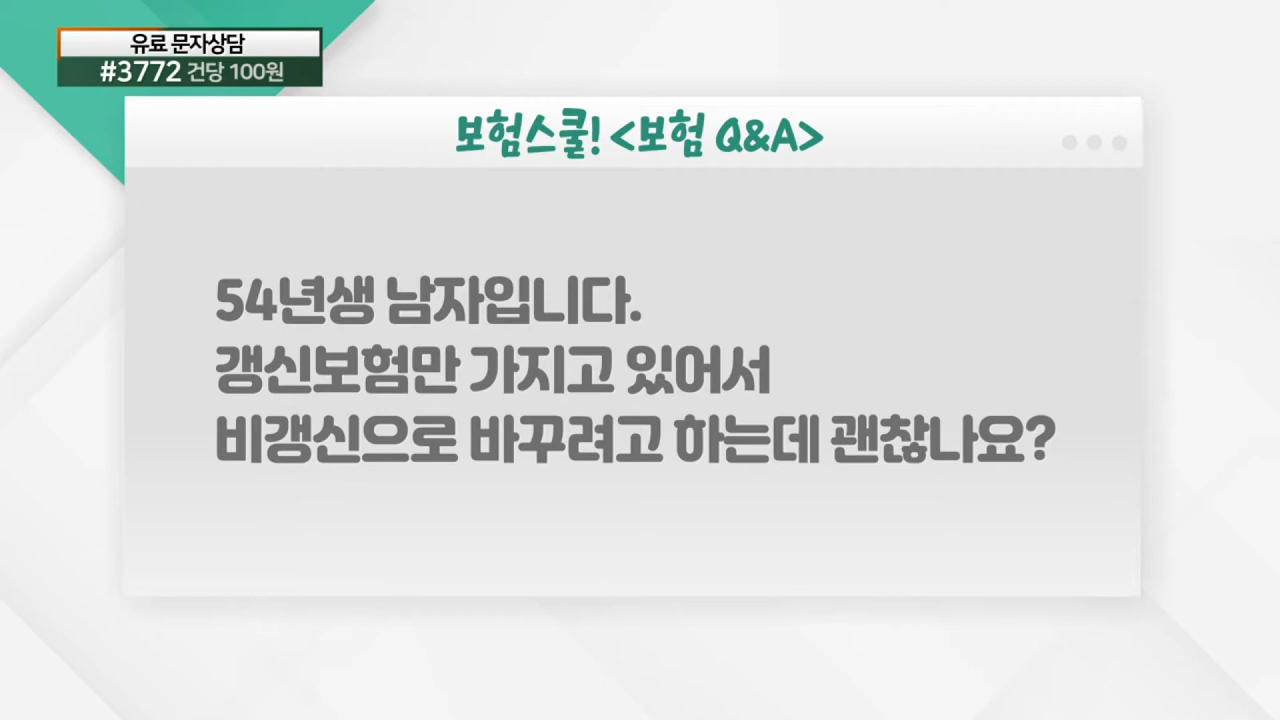 유료 문자상담
#3772 건당 100원
보험스쿨! <보험 Q&A>
54년생 남자입니다.
갱신보험만 가지고 있어서
비갱신으로 바꾸려고 하는데 괜찮나요?